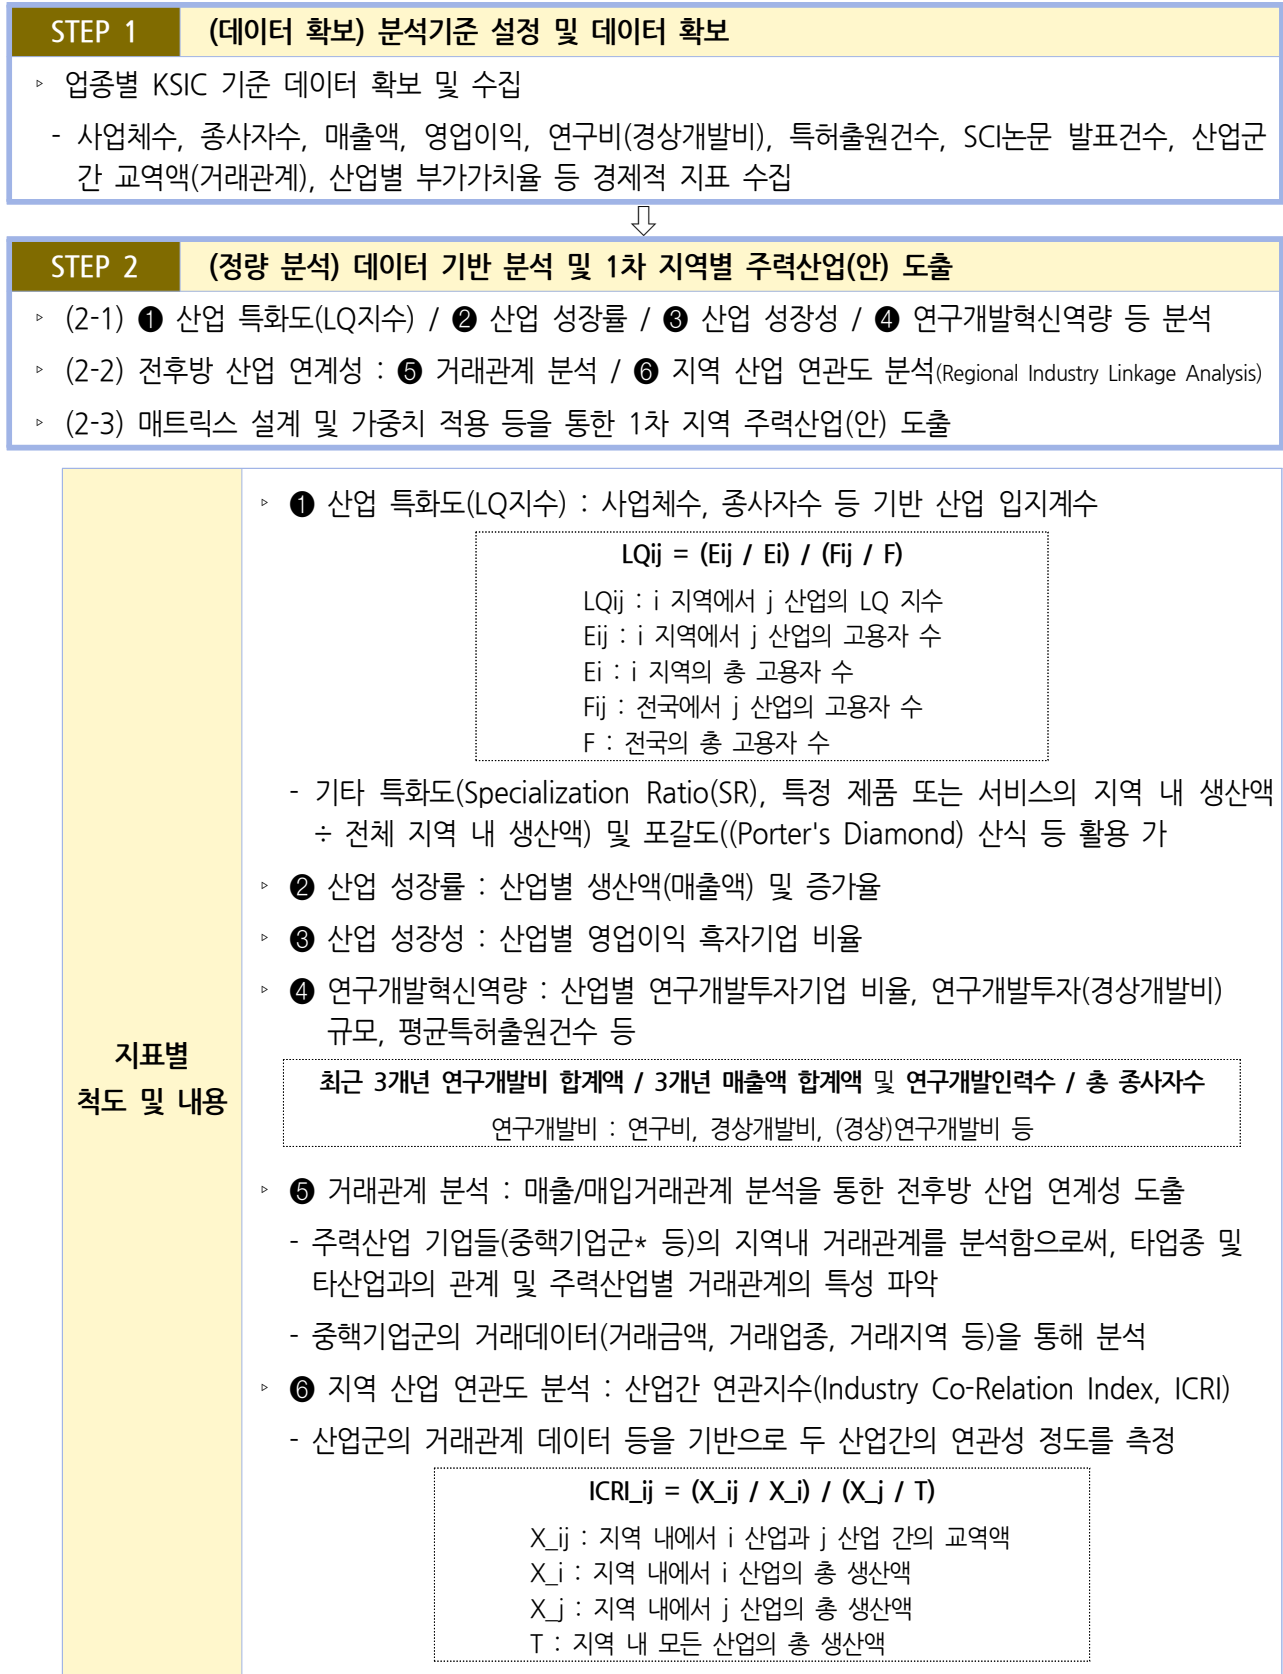 STEP 1 (데이터 확보) 분석기준 설정 및 데이터 확보
▹ 업종별 KSIC 기준 데이터 확보 및 수집
- 사업체수, 종사자수, 매출액, 영업이익, 연구비(경상개발비), 특허출원건수, SCI논문 발표건수, 산업군
간 교역액(거래관계), 산업별 부가가치율 등 경제적 지표 수집
⇩
STEP 2 (정량 분석) 데이터 기반 분석 및 1차 지역별 주력산업(안) 도출
▹ (2-1) ❶ 산업 특화도(LQ지수) / ❷ 산업 성장률 / ❸ 산업 성장성 / ❹ 연구개발혁신역량 등 분석
▹ (2-2) 전후방 산업 연계성 : ❺ 거래관계 분석 / ❻ 지역 산업 연관도 분석(Regional Industry Linkage Analysis)
▹ (2-3) 매트릭스 설계 및 가중치 적용 등을 통한 1차 지역 주력산업(안) 도출
지표별
척도 및 내용
▹ ❶ 산업 특화도(LQ지수) : 사업체수, 종사자수 등 기반 산업 입지계수
LQij = (Eij / Ei) / (Fij / F)
LQij : i 지역에서 j 산업의 LQ 지수
Eij : i 지역에서 j 산업의 고용자 수
Ei : i 지역의 총 고용자 수
Fij : 전국에서 j 산업의 고용자 수
F : 전국의 총 고용자 수
- 기타 특화도(Specialization Ratio(SR), 특정 제품 또는 서비스의 지역 내 생산액
÷ 전체 지역 내 생산액) 및 포갈도((Porter's Diamond) 산식 등 활용 가
▹ ❷ 산업 성장률 : 산업별 생산액(매출액) 및 증가율
▹ ❸ 산업 성장성 : 산업별 영업이익 흑자기업 비율
▹ ❹ 연구개발혁신역량 : 산업별 연구개발투자기업 비율, 연구개발투자(경상개발비)
규모, 평균특허출원건수 등
최근 3개년 연구개발비 합계액 / 3개년 매출액 합계액 및 연구개발인력수 / 총 종사자수
연구개발비 : 연구비, 경상개발비, (경상)연구개발비 등
▹ ❺ 거래관계 분석 : 매출/매입거래관계 분석을 통한 전후방 산업 연계성 도출
- 주력산업 기업들(중핵기업군* 등)의 지역내 거래관계를 분석함으로써, 타업종 및
타산업과의 관계 및 주력산업별 거래관계의 특성 파악
- 중핵기업군의 거래데이터(거래금액, 거래업종, 거래지역 등)을 통해 분석
▹ ❻ 지역 산업 연관도 분석 : 산업간 연관지수(Industry Co-Relation Index, ICRI)
- 산업군의 거래관계 데이터 등을 기반으로 두 산업간의 연관성 정도를 측정
ICRI_ij = (X_ij / X_i) / (X_j / T)
X_ij : 지역 내에서 i 산업과 j 산업 간의 교역액
X_i : 지역 내에서 i 산업의 총 생산액
X_j : 지역 내에서 j 산업의 총 생산액
T : 지역 내 모든 산업의 총 생산액